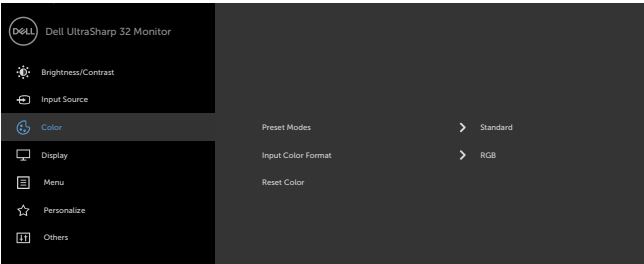 DELL Dell UltraSharp 32 Monitor
Brightness/Contrast
Input Source
Color
Preset Modes Standard
Display
Input Color Format RGB
Menu
Reset Color
Personalize
Others